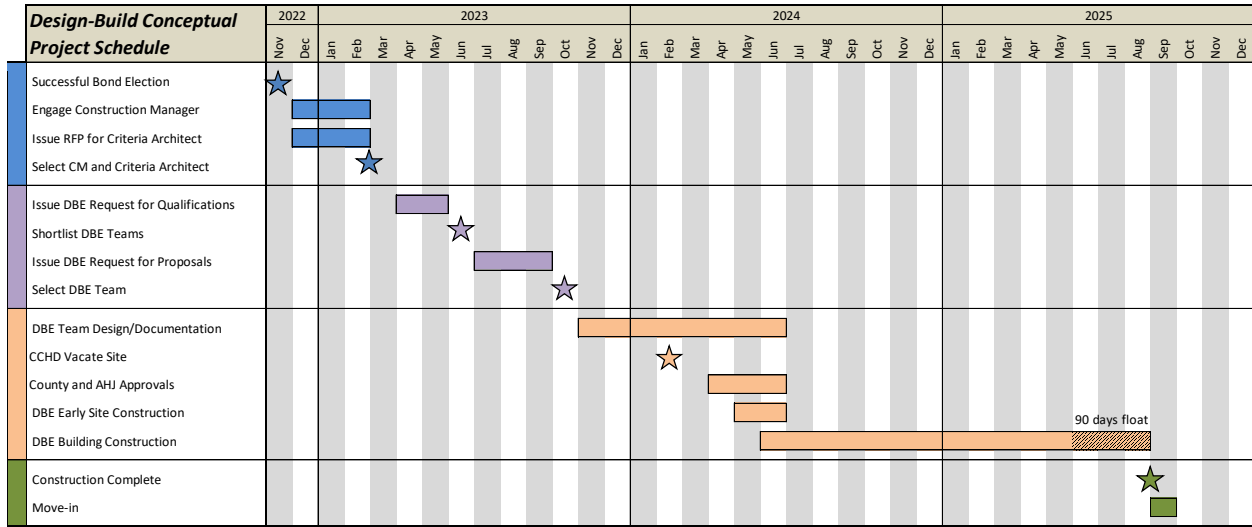 Design-Build Conceptual
Project Schedule
2022 2023 2024 2025
Nov Dec Jan Feb Mar Apr May Jun Jul Aug Sep Oct Nov Dec Jan Feb Mar Apr May Jun Jul Aug Sep Oct Nov Dec Jan Feb Mar Apr May Jun Jul Aug Sep Oct Nov Dec
Successful Bond Election
Engage Construction Manager
Issue RFP for Criteria Architect
Select CM and Criteria Architect
Issue DBE Request for Qualifications
Shortlist DBE Teams
Issue DBE Request for Proposals
Select DBE Team
DBE Team Design/Documentation
CCHD Vacate Site
County and AHJ Approvals
DBE Early Site Construction
90 days float
DBE Building Construction
Construction Complete
Move-in